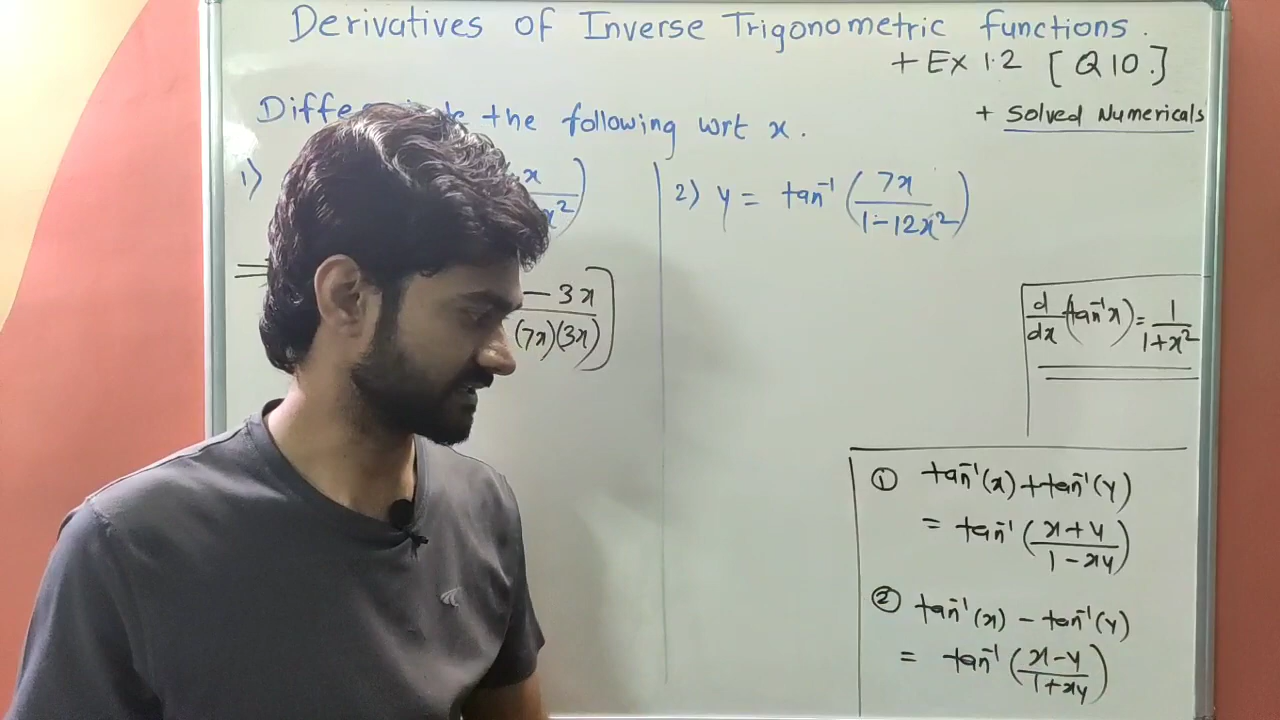 Derivatives of Inverse Trigonometric functions.
+ Ex 1.2 [Q10.]
+ Solved Numericals
the following wrt x.
1)
x
x²)
- 3x
(7x)(3x)
2) y = tan⁻¹ (7x / 1-12x²)
d/dx (tan⁻¹x) = 1/1+x²
① tan⁻¹(x) + tan⁻¹(y)
= tan⁻¹ (x+y / 1-xy)
② tan⁻¹(x) - tan⁻¹(y)
= tan⁻¹ (x-y / 1+xy)